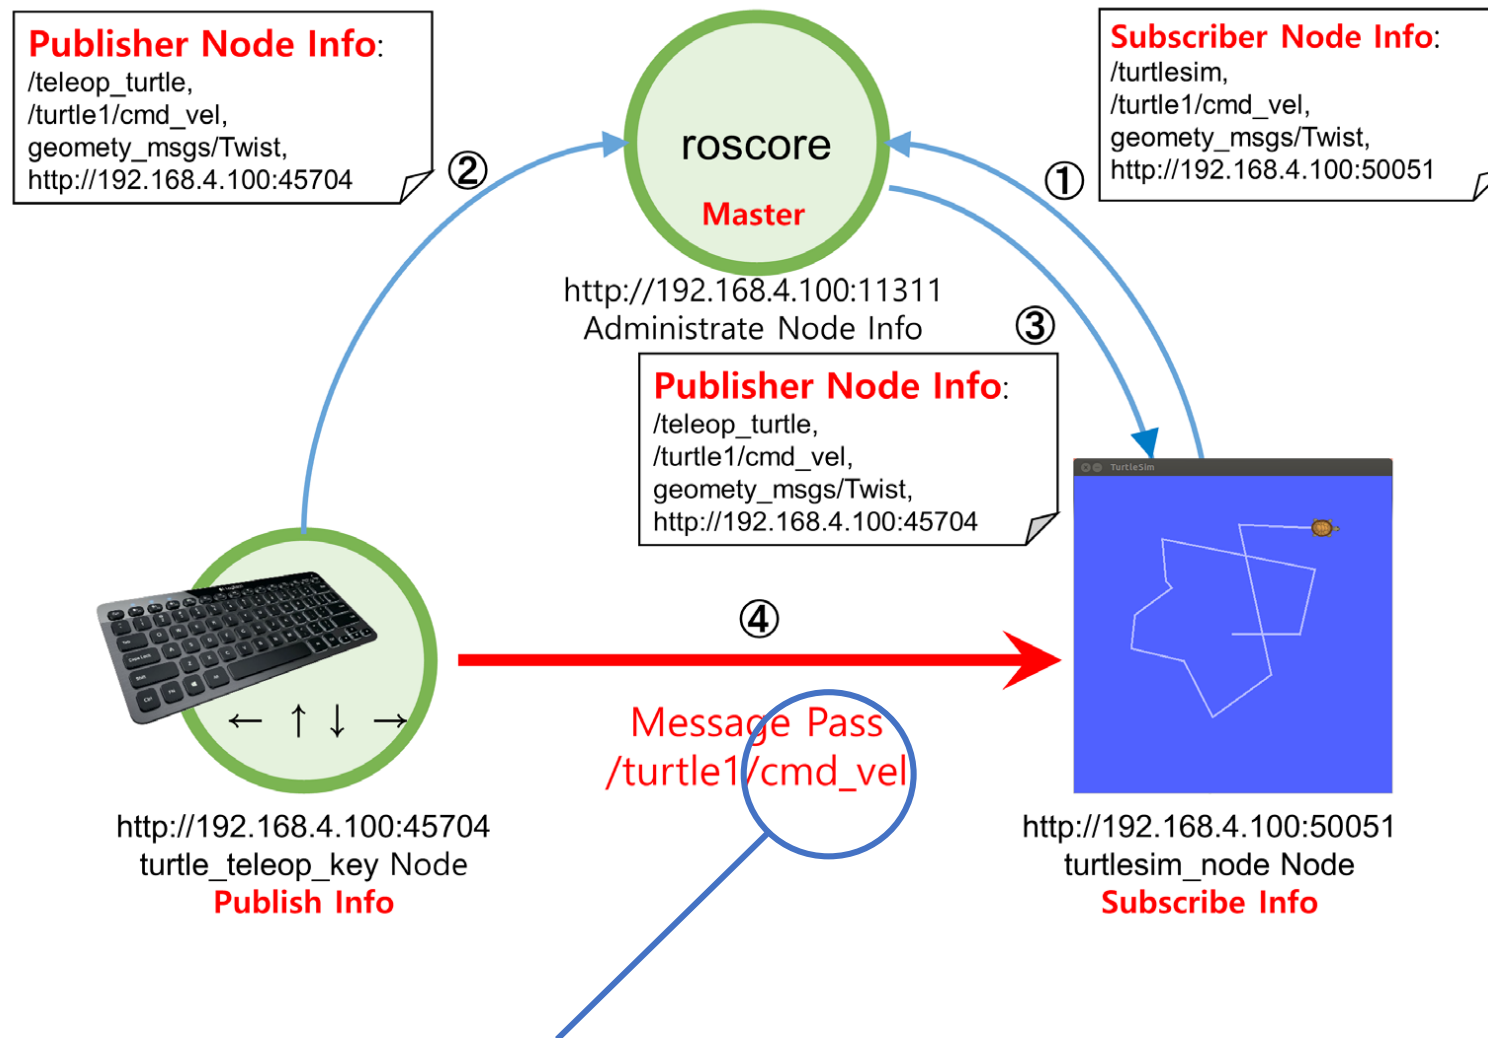 Publisher Node Info:
/teleop_turtle,
/turtle1/cmd_vel,
geomety_msgs/Twist,
http://192.168.4.100:45704
②
roscore
Master
http://192.168.4.100:11311
Administrate Node Info
①
Subscriber Node Info:
/turtlesim,
/turtle1/cmd_vel,
geomety_msgs/Twist,
http://192.168.4.100:50051
③
Publisher Node Info:
/teleop_turtle,
/turtle1/cmd_vel,
geomety_msgs/Twist,
http://192.168.4.100:45704
TurtleSim
← ↑ ↓ →
④
Message Pass
/turtle1/cmd_vel
http://192.168.4.100:45704
turtle_teleop_key Node
Publish Info
http://192.168.4.100:50051
turtlesim_node Node
Subscribe Info